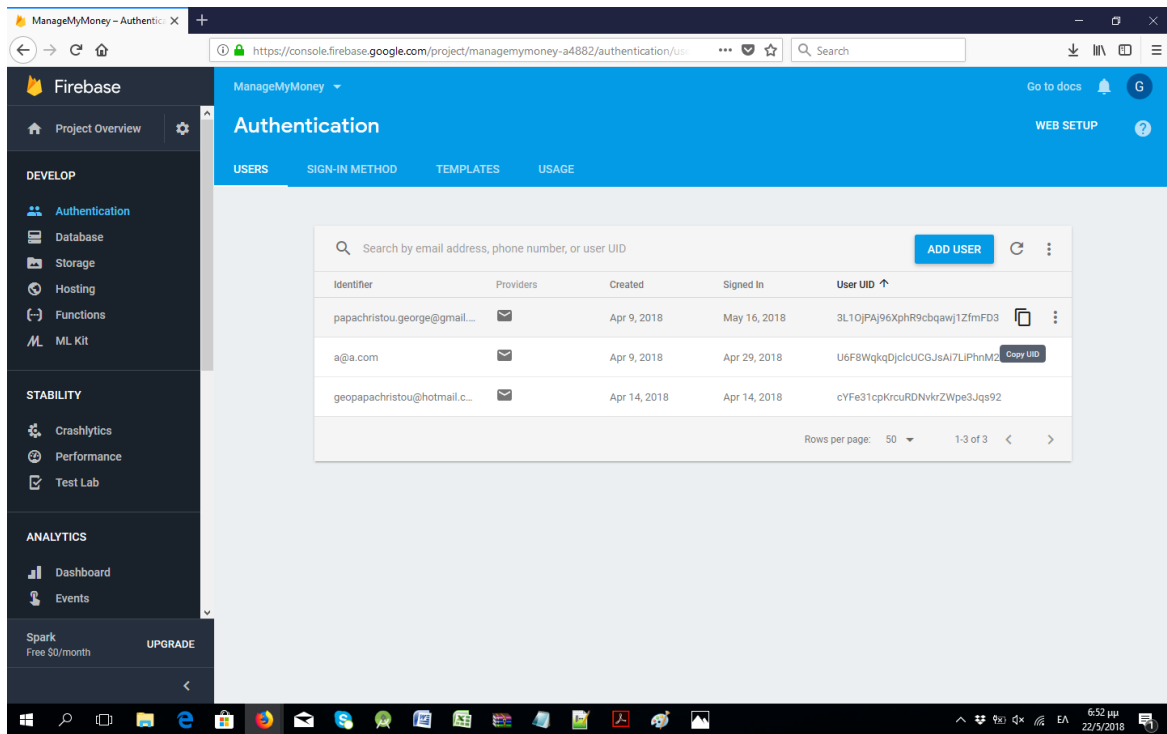 ManageMyMoney – Authentica
https://console.firebase.google.com/project/managemymoney-a4882/authentication/use
Search
Firebase
Project Overview
DEVELOP
Authentication
Database
Storage
Hosting
Functions
ML Kit
STABILITY
Crashlytics
Performance
Test Lab
ANALYTICS
Dashboard
Events
Spark
Free $0/month
UPGRADE
ManageMyMoney
Go to docs
G
Authentication
WEB SETUP
USERS SIGN-IN METHOD TEMPLATES USAGE
Search by email address, phone number, or user UID
ADD USER
Identifier Providers Created Signed In User UID
papachristou.george@gmail.... Apr 9, 2018 May 16, 2018 3L1OjPAj96XphR9cbqawj1ZfmFD3
Copy UID
a@a.com Apr 9, 2018 Apr 29, 2018 U6F8WqkqDjclcUCGJsAi7LiPhnM2
geopapachristou@hotmail.c... Apr 14, 2018 Apr 14, 2018 cYFe31cpKrcuRDNvkrZWpe3Jqs92
Rows per page: 50 1-3 of 3
ΕΛ
6:52 μμ
22/5/2018
1